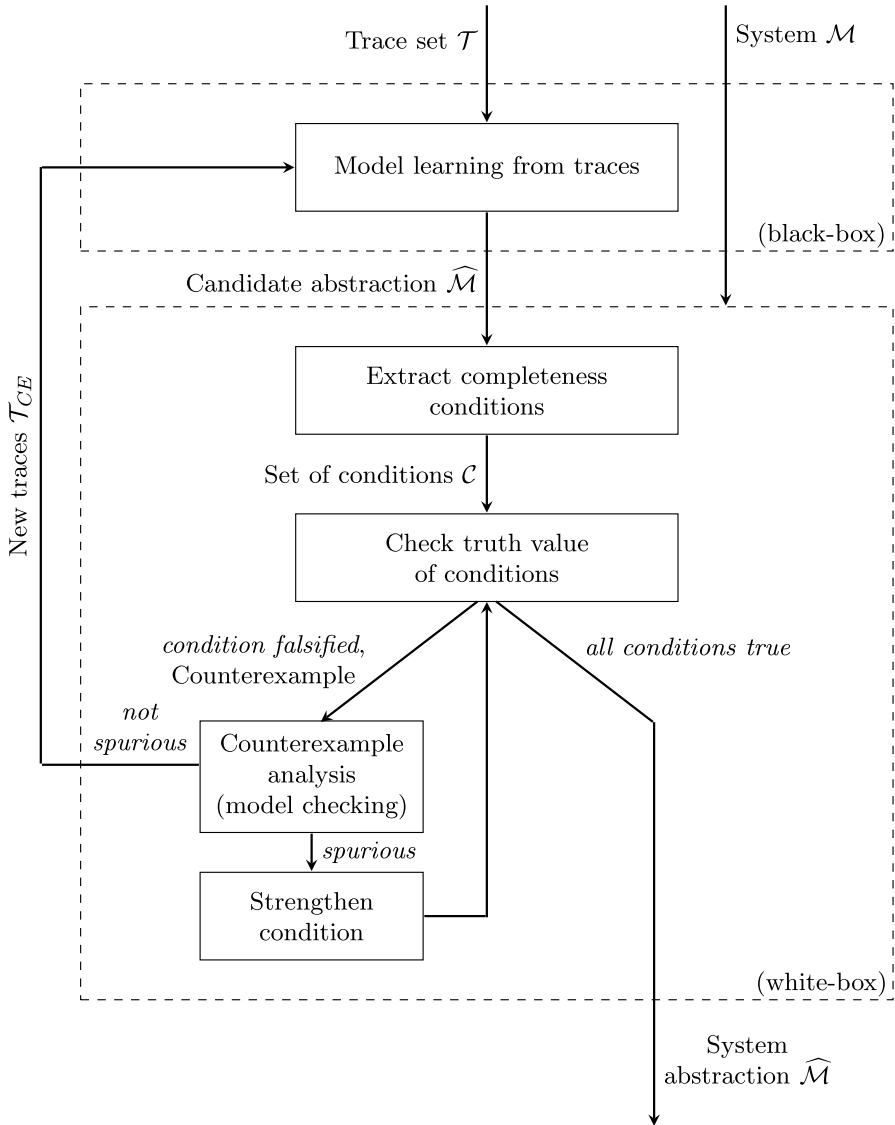 Trace set 𝒯
System ℳ
Model learning from traces
(black-box)
Candidate abstraction ℳ̂
Extract completeness
conditions
New traces 𝒯_CE
Set of conditions 𝒞
Check truth value
of conditions
condition falsified,
Counterexample
all conditions true
not
spurious
Counterexample
analysis
(model checking)
spurious
Strengthen
condition
(white-box)
System
abstraction ℳ̂